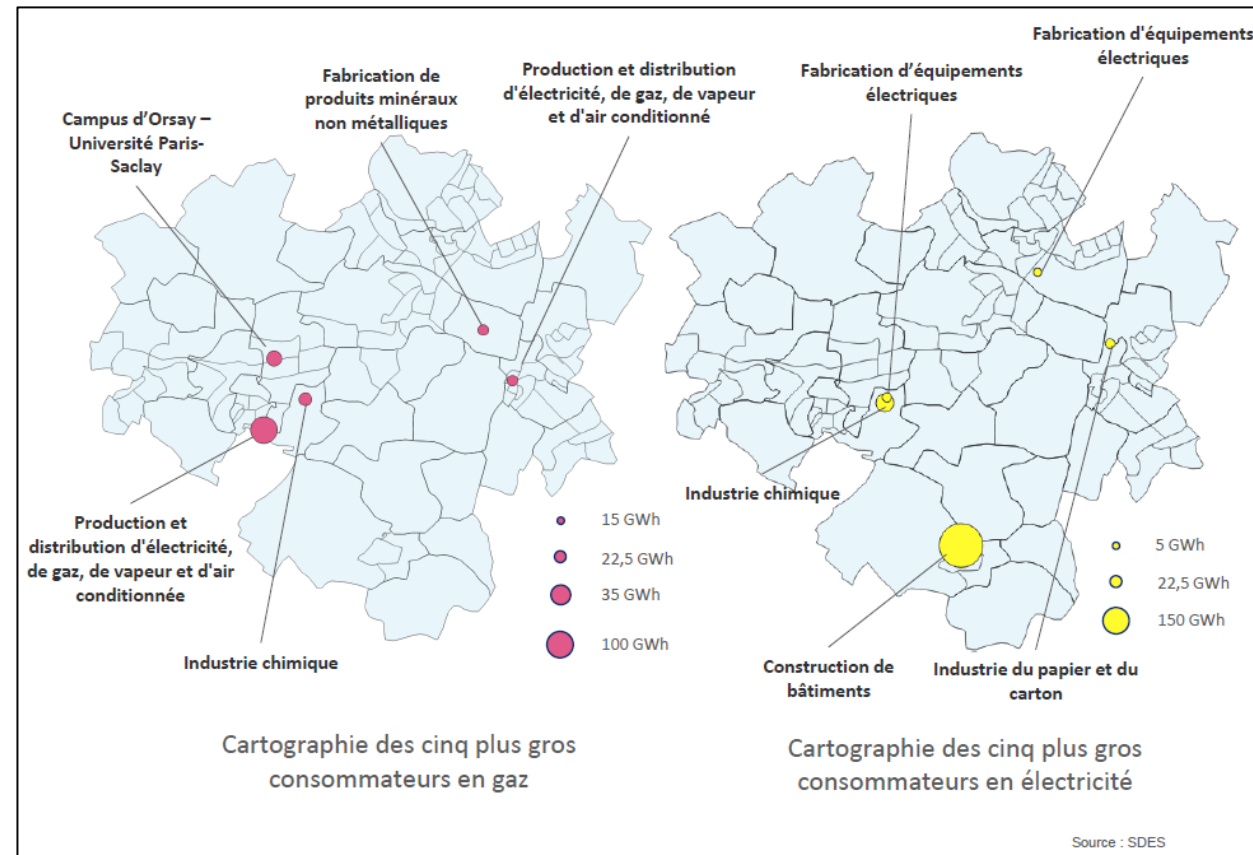 Fabrication d'équipements
électriques
Fabrication de
produits minéraux
non métalliques
Production et distribution
d'électricité, de gaz, de vapeur
et d'air conditionné
Fabrication d’équipements
électriques
Campus d’Orsay –
Université Paris-
Saclay
Production et
distribution d'électricité,
de gaz, de vapeur et d'air
conditionnée
Industrie chimique
15 GWh
22,5 GWh
35 GWh
100 GWh
Industrie chimique
Construction de
bâtiments
Industrie du papier et du
carton
5 GWh
22,5 GWh
150 GWh
Cartographie des cinq plus gros
consommateurs en gaz
Cartographie des cinq plus gros
consommateurs en électricité
Source : SDES